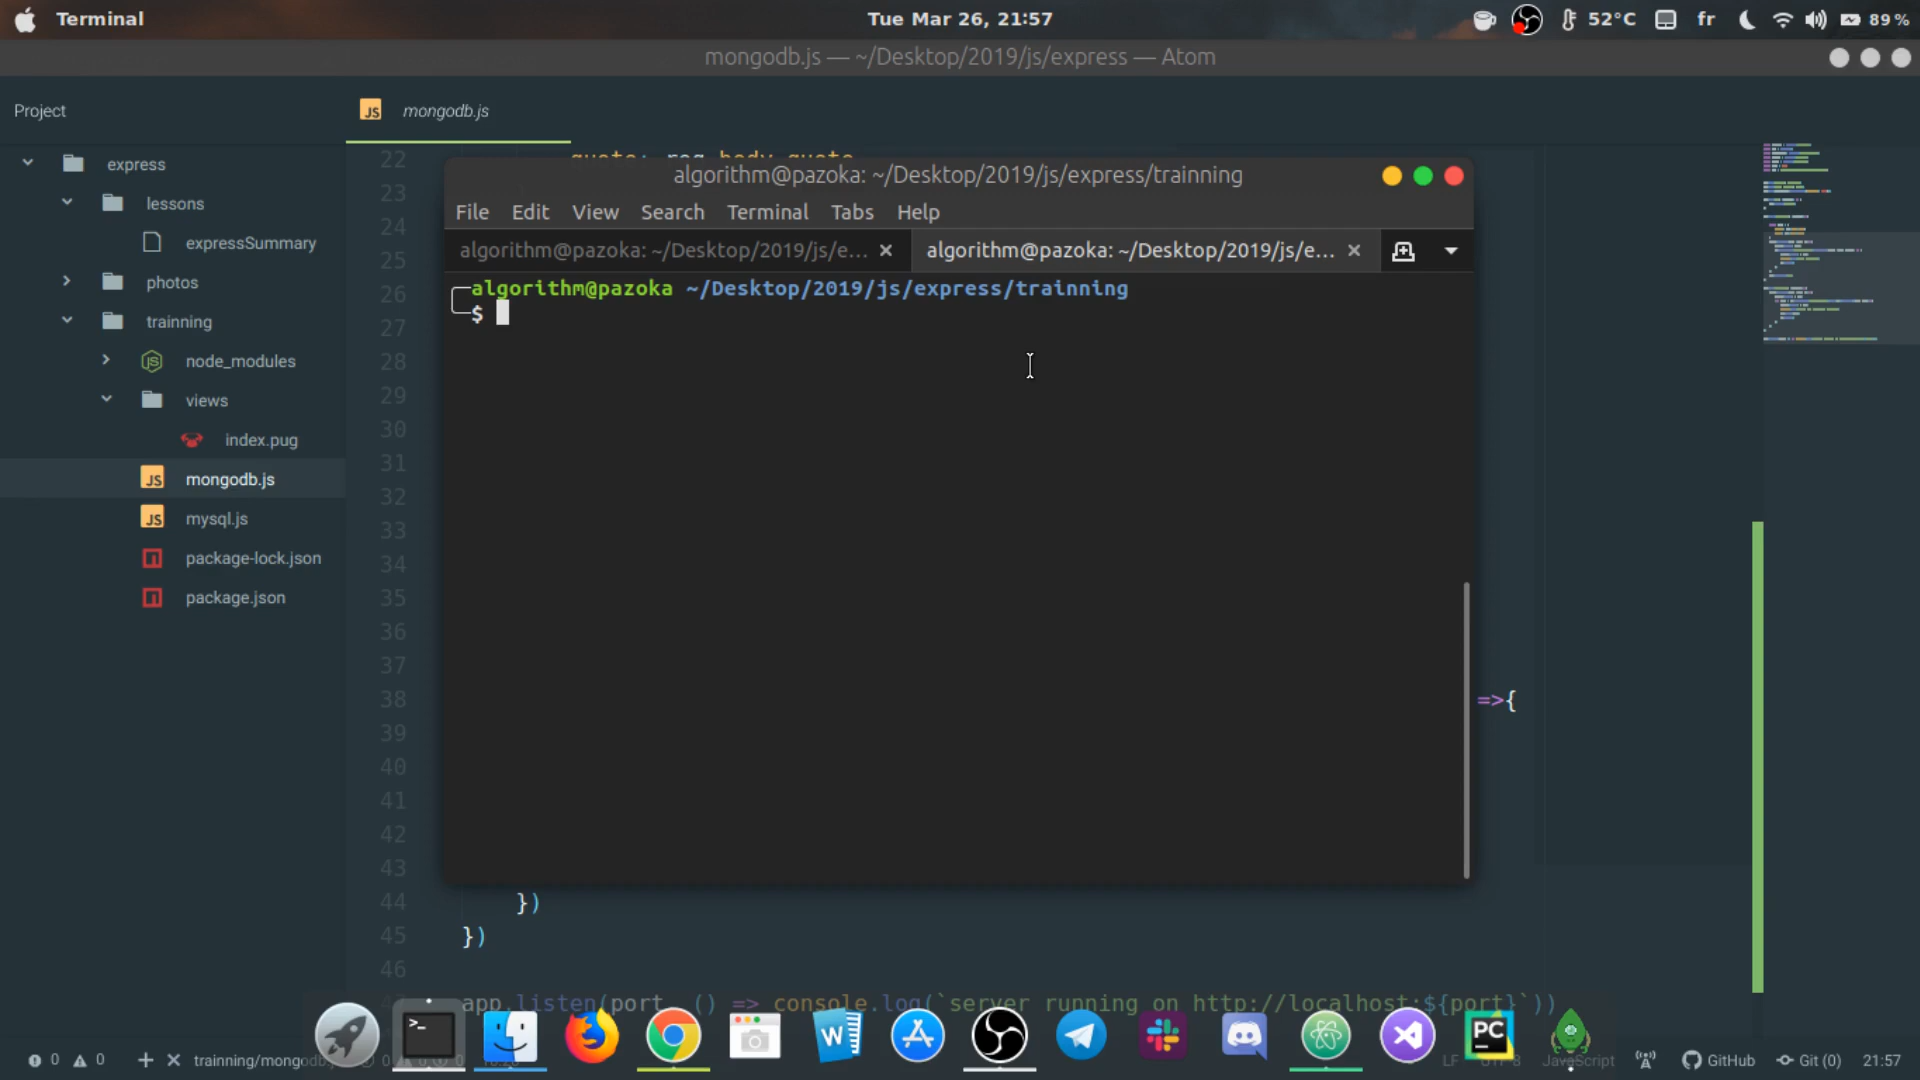 Terminal
Tue Mar 26, 21:57
52°C
fr
89%
mongodb.js — ~/Desktop/2019/js/express — Atom
Project
mongodb.js
express
lessons
expressSummary
photos
trainning
node_modules
views
index.pug
mongodb.js
mysql.js
package-lock.json
package.json
22
23
24
25
26
27
28
29
30
31
32
33
34
35
36
37
38 =>{
39
40
41
42
43
44 })
45 })
46
app.listen(port, () => console.log(`server running on http://localhost:${port}`))
algorithm@pazoka: ~/Desktop/2019/js/express/trainning
File Edit View Search Terminal Tabs Help
algorithm@pazoka: ~/Desktop/2019/js/e...
algorithm@pazoka: ~/Desktop/2019/js/e...
algorithm@pazoka ~/Desktop/2019/js/express/trainning
$
0 0 trainning/mongod
JavaScript
GitHub
Git (0)
21:57